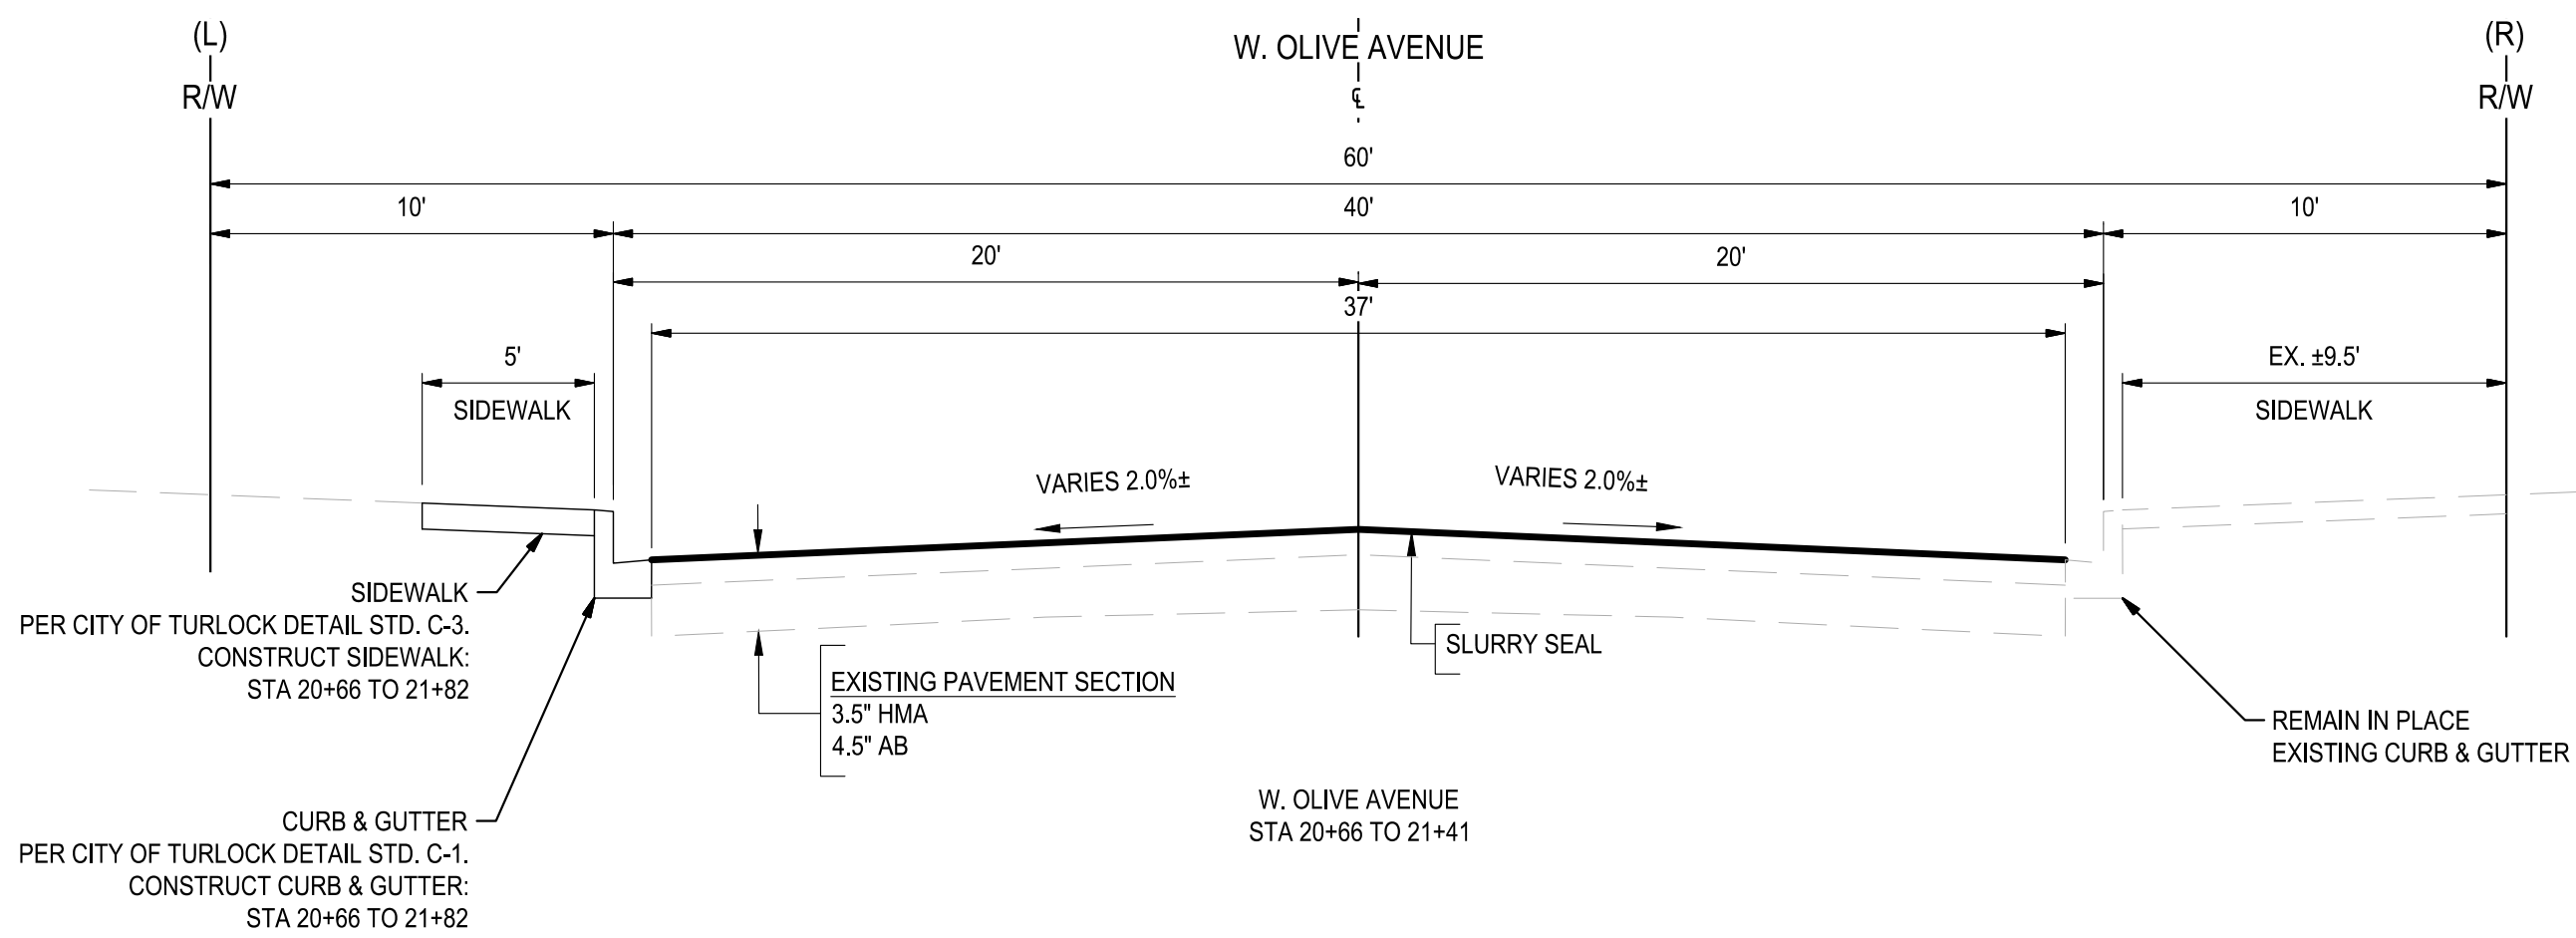 (L)
R/W
W. OLIVE AVENUE
℄
(R)
R/W
60'
10'
40'
10'
20'
20'
37'
5'
SIDEWALK
EX. ±9.5'
SIDEWALK
VARIES 2.0%±
VARIES 2.0%±
SIDEWALK
PER CITY OF TURLOCK DETAIL STD. C-3.
CONSTRUCT SIDEWALK:
STA 20+66 TO 21+82
SLURRY SEAL
EXISTING PAVEMENT SECTION
3.5" HMA
4.5" AB
REMAIN IN PLACE
EXISTING CURB & GUTTER
W. OLIVE AVENUE
STA 20+66 TO 21+41
CURB & GUTTER
PER CITY OF TURLOCK DETAIL STD. C-1.
CONSTRUCT CURB & GUTTER:
STA 20+66 TO 21+82